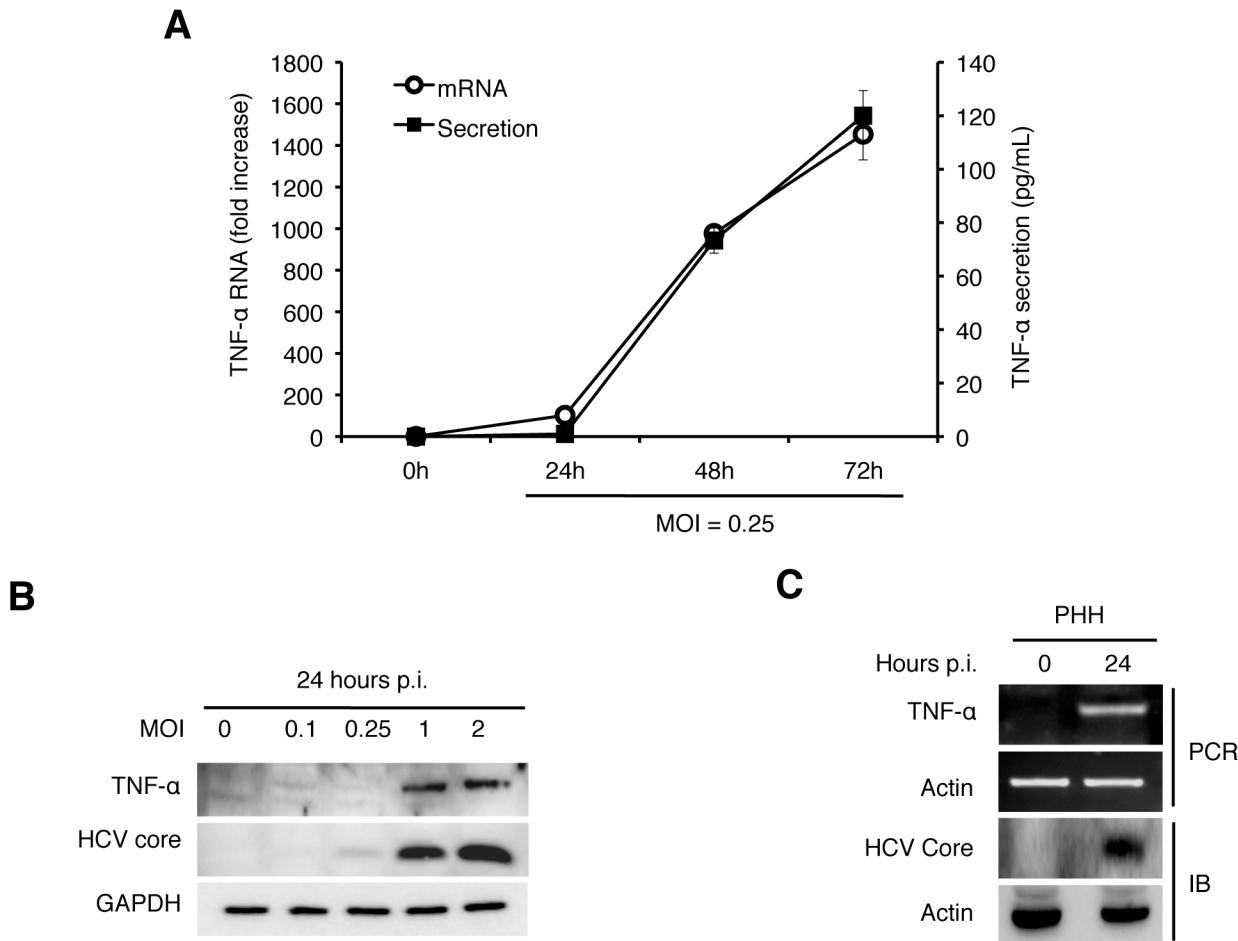 A
1800
1600
1400
1200
1000
800
600
400
200
0
TNF-α RNA (fold increase)
mRNA
Secretion
140
120
100
80
60
40
20
0
TNF-α secretion (pg/mL)
0h 24h 48h 72h
MOI = 0.25
B
24 hours p.i.
MOI 0 0.1 0.25 1 2
TNF-α
HCV core
GAPDH
C
PHH
Hours p.i. 0 24
TNF-α
Actin
PCR
HCV Core
Actin
IB